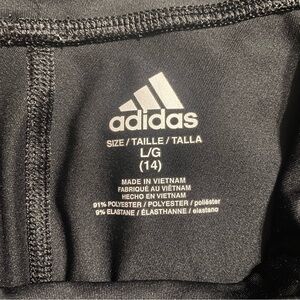 adidas
SIZE / TAILLE / TALLA
L/G
(14)
MADE IN VIETNAM
FABRIQUÉ AU VIÊTNAM
HECHO EN VIETNAM
91% POLYESTER / POLYESTER / poliéster
9% ELASTANE / ÉLASTHANNE / elastano